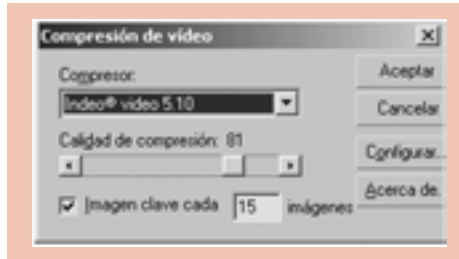 Compresión de vídeo
Compresor:
Indeo® video 5.10
Calidad de compresión: 81
Imagen clave cada 15 imágenes
Aceptar
Cancelar
Configurar...
Acerca de.